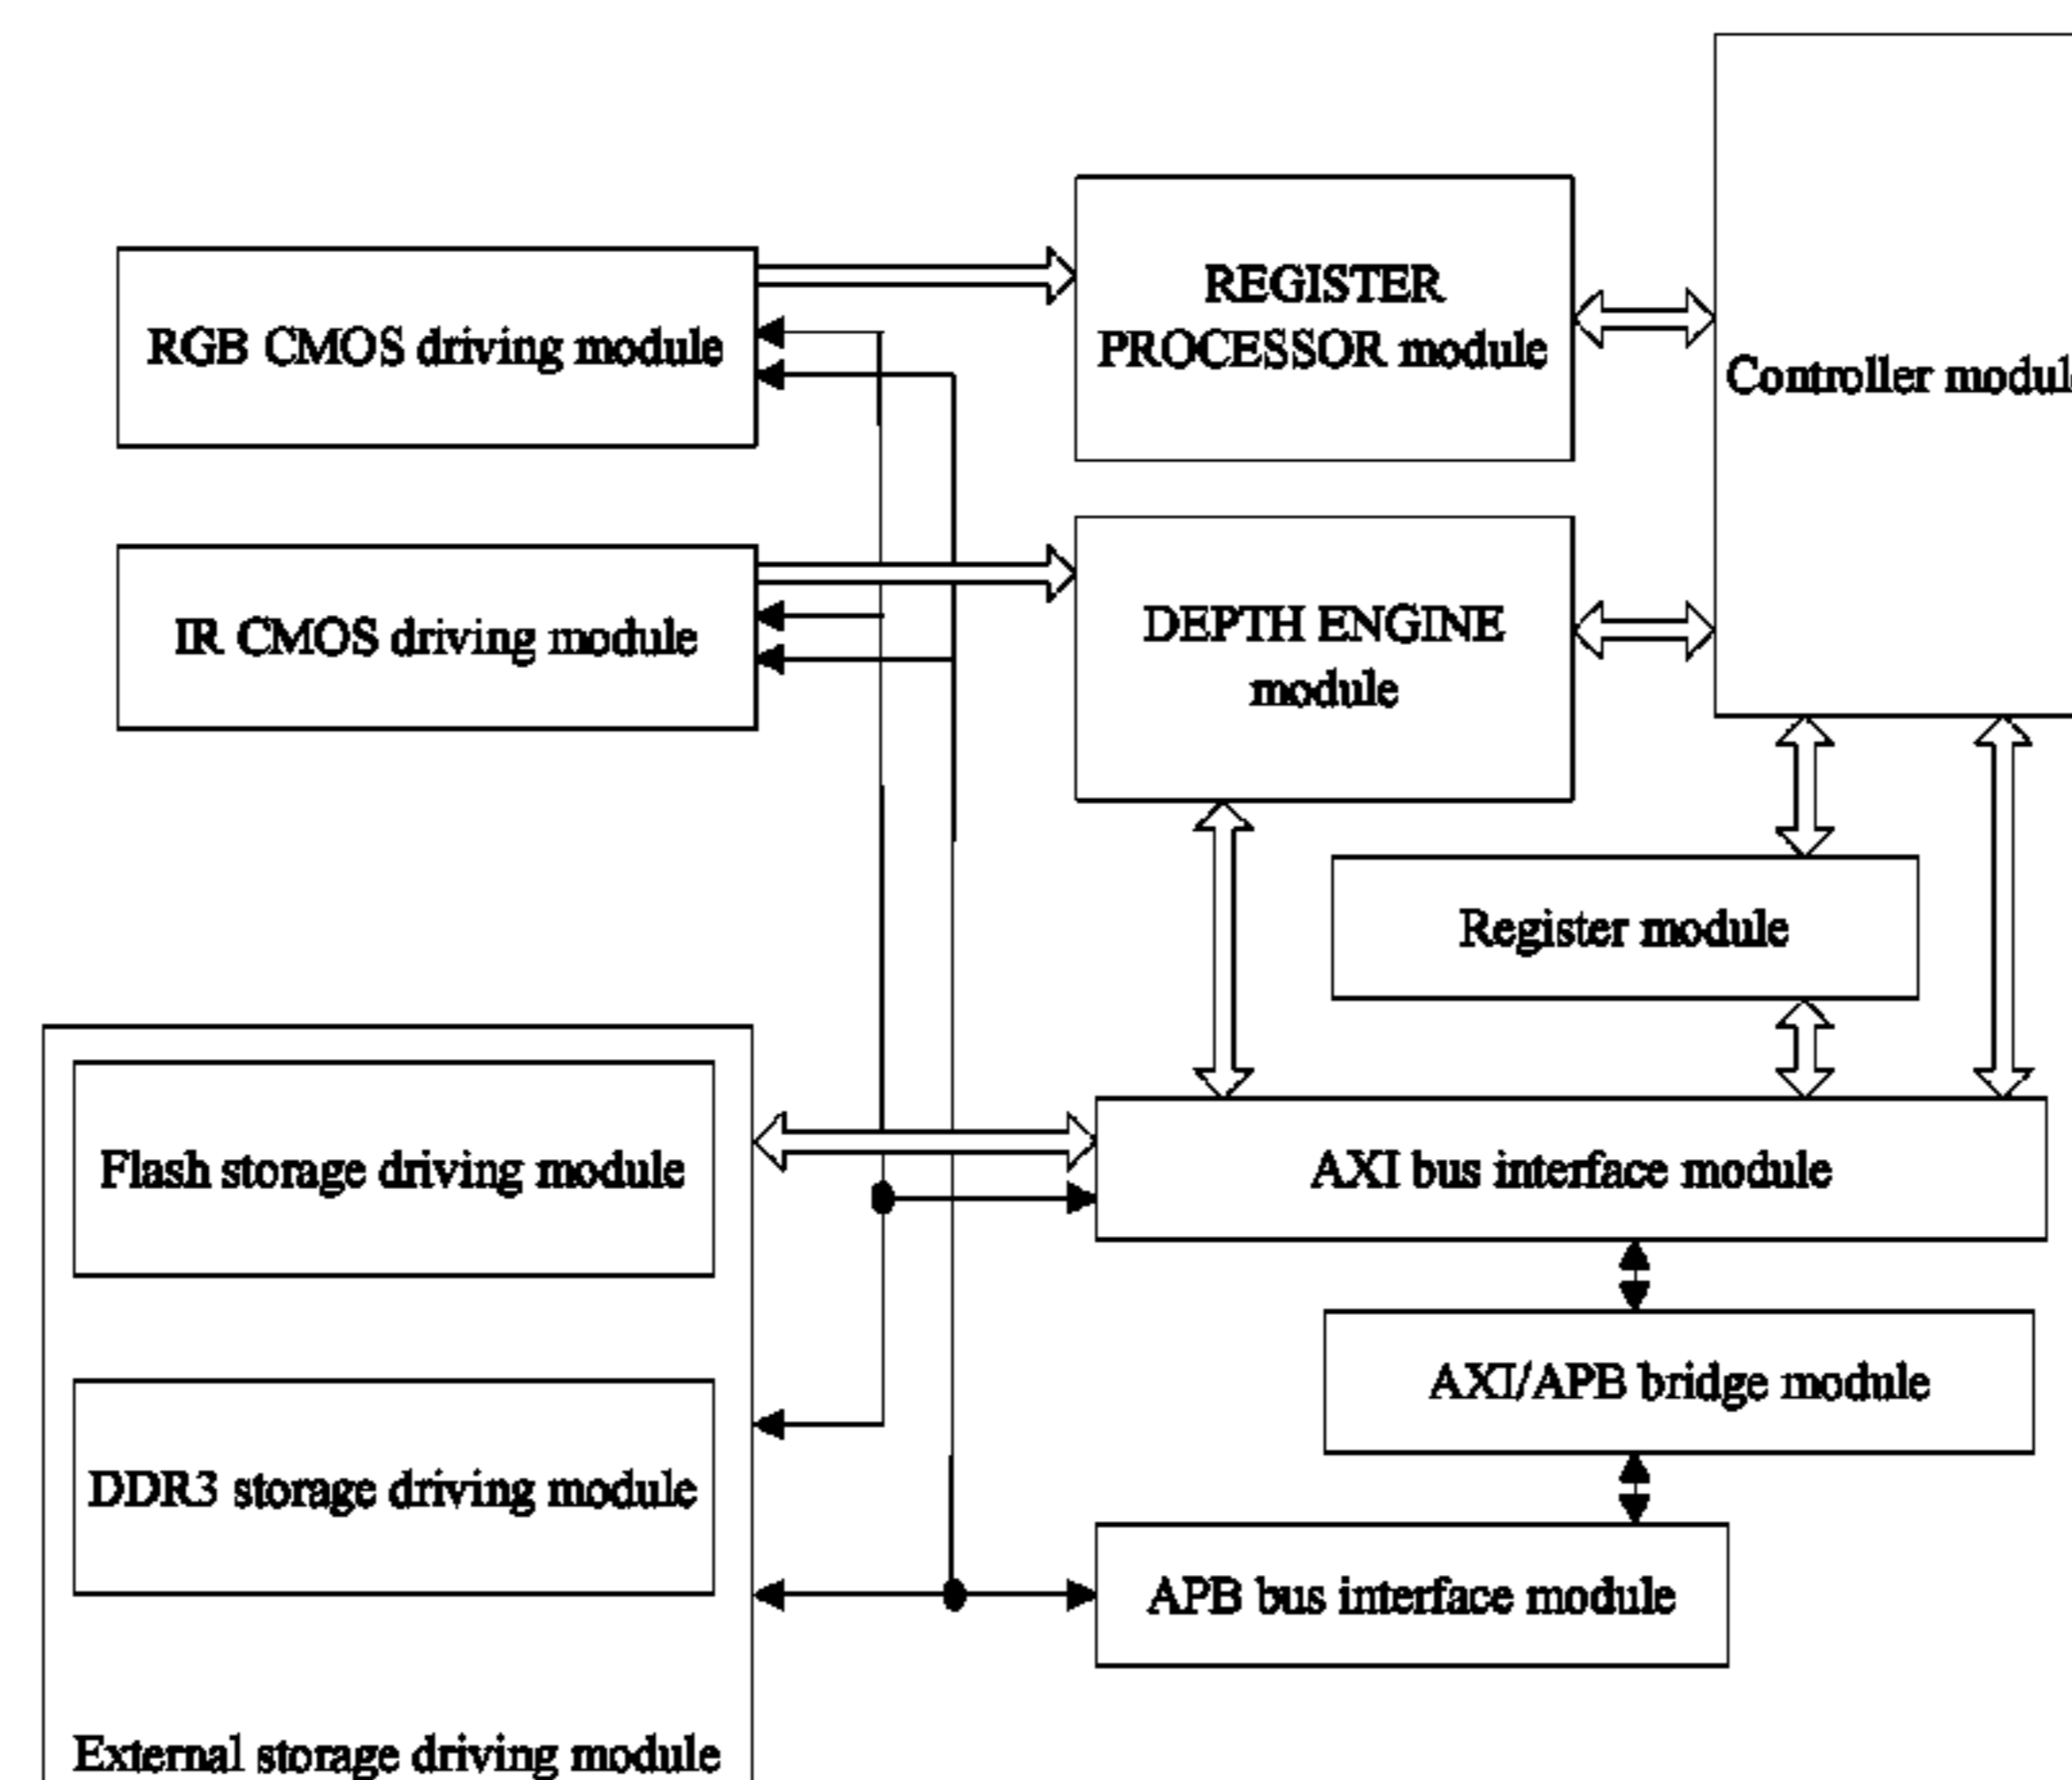 REGISTER
PROCESSOR module
RGB CMOS driving module
Controller modul
DEPTH ENGINE
module
IR CMOS driving module
Register module
Flash storage driving module
AXI bus interface module
AXI/APB bridge module
DDR3 storage driving module
APB bus interface module
External storage driving module